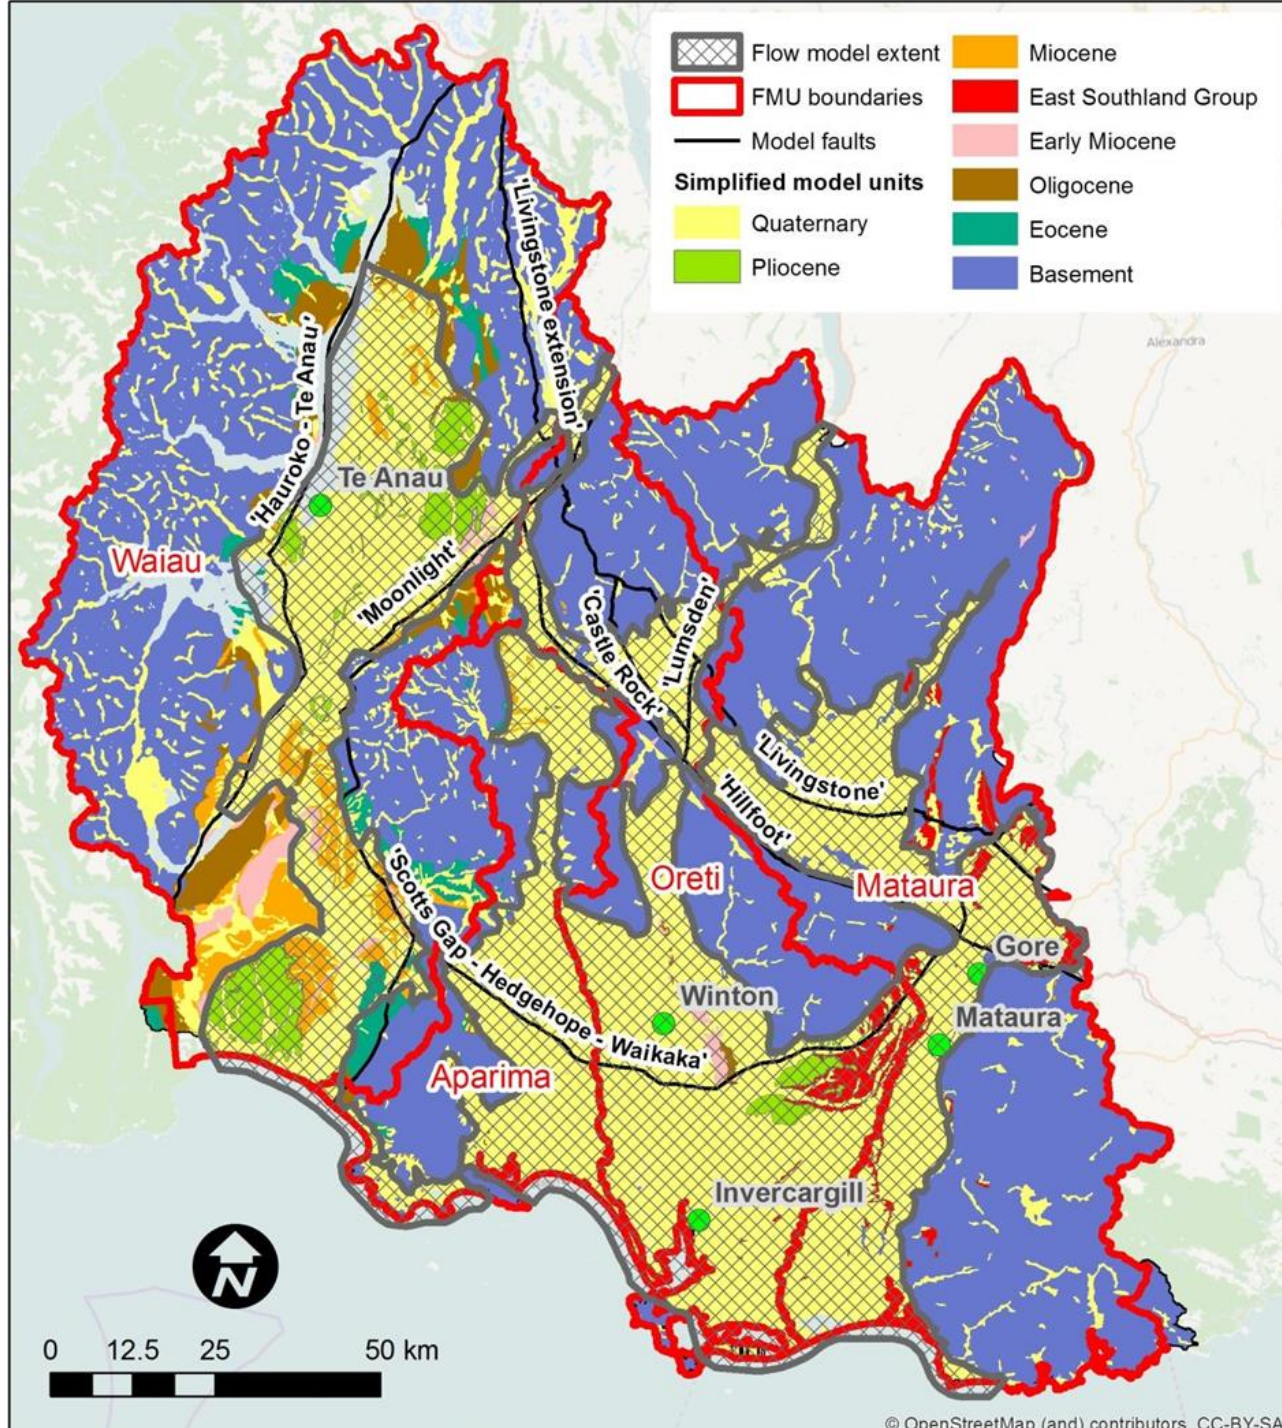 Flow model extent
FMU boundaries
Model faults
Simplified model units
Quaternary
Pliocene
Miocene
East Southland Group
Early Miocene
Oligocene
Eocene
Basement
Alexandra
'Livingstone extension'
'Hauroko - Te Anau'
Te Anau
Waiau
'Moonlight'
'Castle Rock'
'Lumsden'
'Livingstone'
'Hillfoot'
Oreti
Mataura
'Scotts Gap - Hedgehope - Waikaka'
Gore
Winton
Mataura
Aparima
Invercargill
N
0 12.5 25 50 km
© OpenStreetMap (and) contributors, CC-BY-SA